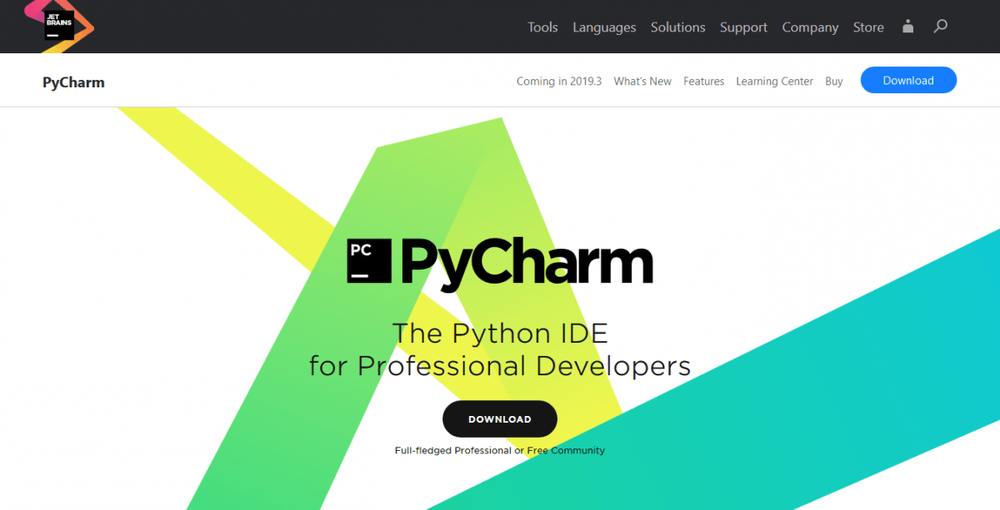 JET
BRAINS
Tools Languages Solutions Support Company Store
PyCharm
Coming in 2019.3 What's New Features Learning Center Buy Download
PC PyCharm
The Python IDE
for Professional Developers
DOWNLOAD
Full-fledged Professional or Free Community